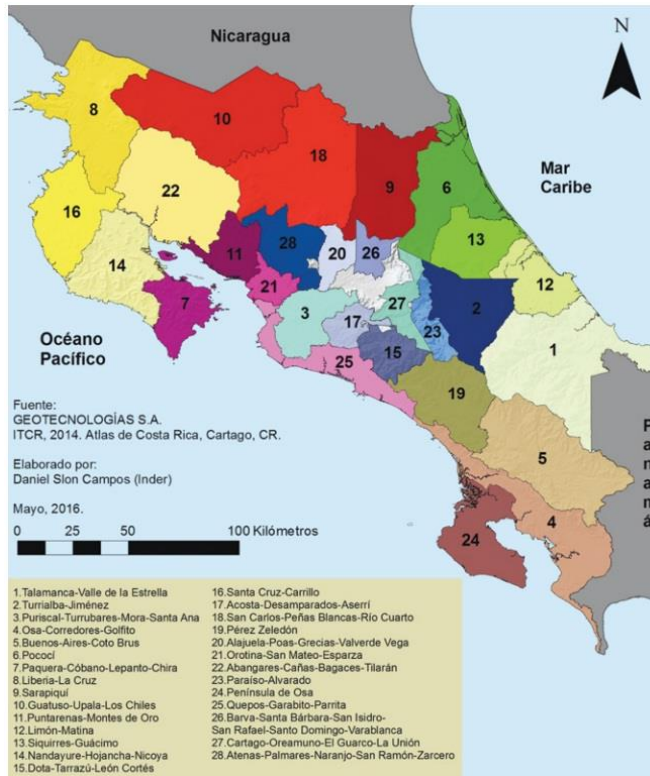 Nicaragua
N
Mar
Caribe
8
10
18
9
6
22
16
13
14
11
28
20
26
12
7
21
3
27
2
17
23
1
25
15
19
5
4
24
Océano
Pacífico
Fuente:
GEOTECNOLOGÌAS S.A.
ITCR, 2014. Atlas de Costa Rica, Cartago, CR.
Elaborado por:
Daniel Slon Campos (Inder)
Mayo, 2016.
0 25 50 100 Kilómetros
1.Talamanca-Valle de la Estrella
2.Turrialba-Jiménez
3.Puriscal-Turrubares-Mora-Santa Ana
4.Osa-Corredores-Golfito
5.Buenos-Aires-Coto Brus
6.Pococí
7.Paquera-Cóbano-Lepanto-Chira
8.Liberia-La Cruz
9.Sarapiquí
10.Guatuso-Upala-Los Chiles
11.Puntarenas-Montes de Oro
12.Limón-Matina
13.Siquirres-Guácimo
14.Nandayure-Hojancha-Nicoya
15.Dota-Tarrazú-León Cortés
16.Santa Cruz-Carrillo
17.Acosta-Desamparados-Aserrí
18.San Carlos-Peñas Blancas-Río Cuarto
19.Pérez Zeledón
20.Alajuela-Poas-Grecias-Valverde Vega
21.Orotina-San Mateo-Esparza
22.Abangares-Cañas-Bagaces-Tilarán
23.Paraíso-Alvarado
24.Península de Osa
25.Quepos-Garabito-Parrita
26.Barva-Santa Bárbara-San Isidro-
San Rafael-Santo Domingo-Varablanca
27.Cartago-Oreamuno-El Guarco-La Unión
28.Atenas-Palmares-Naranjo-San Ramón-Zarcero